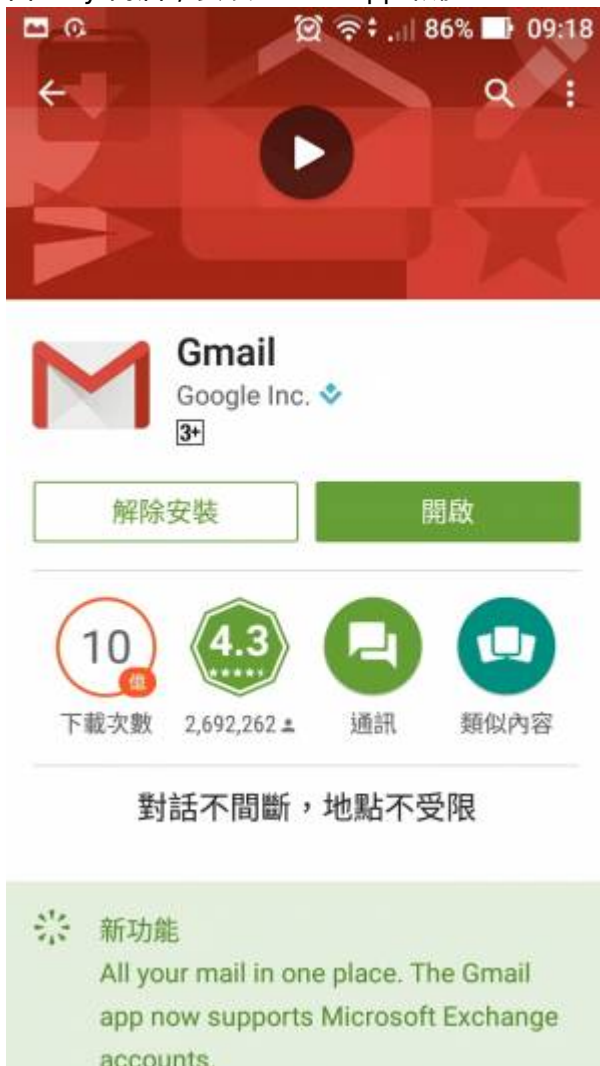 86% 09:18
Gmail
Google Inc.
3+
解除安裝 開啟
10 億 4.3
下載次數 2,692,262 通訊 類似內容
對話不間斷,地點不受限
新功能
All your mail in one place. The Gmail
app now supports Microsoft Exchange
accounts.